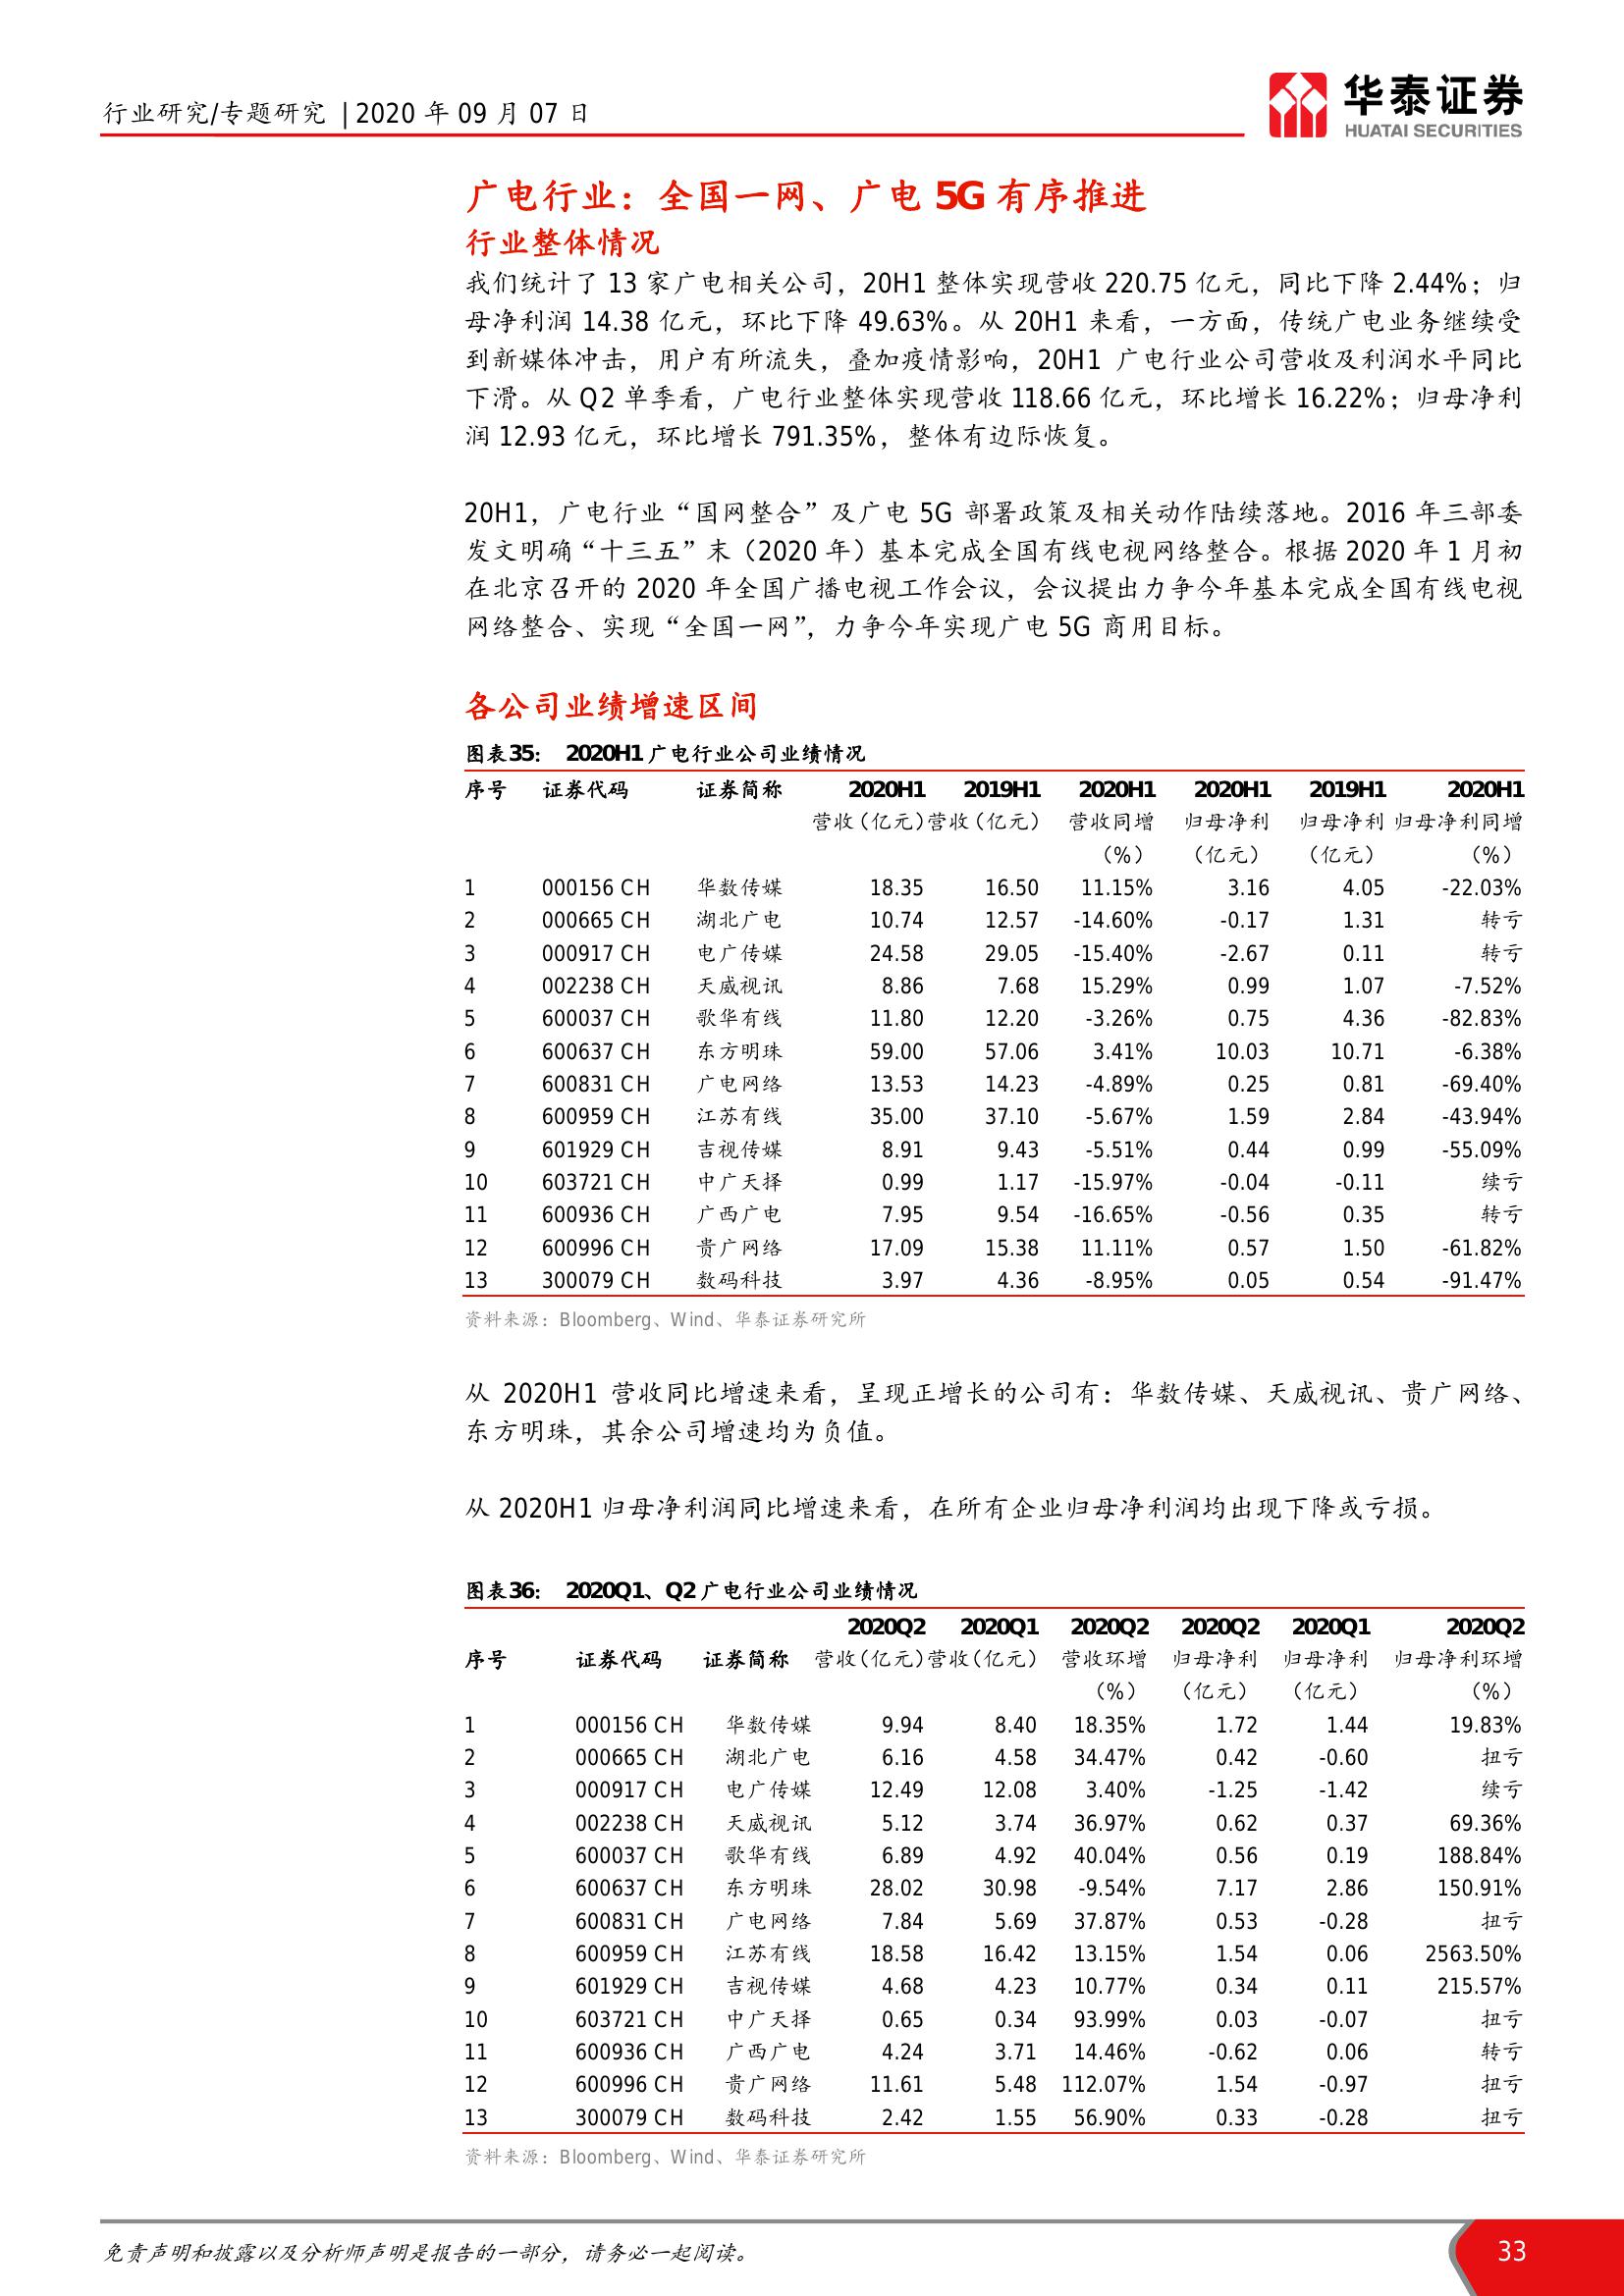 行业研究/专题研究 | 2020 年 09 月 07 日
华泰证券
HUATAI SECURITIES
广电行业：全国一网、广电 5G 有序推进
行业整体情况
我们统计了 13 家广电相关公司，20H1 整体实现营收 220.75 亿元，同比下降 2.44%；归
母净利润 14.38 亿元，环比下降 49.63%。从 20H1 来看，一方面，传统广电业务继续受
到新媒体冲击，用户有所流失，叠加疫情影响，20H1 广电行业公司营收及利润水平同比
下滑。从 Q2 单季看，广电行业整体实现营收 118.66 亿元，环比增长 16.22%；归母净利
润 12.93 亿元，环比增长 791.35%，整体有边际恢复。
20H1，广电行业“国网整合”及广电 5G 部署政策及相关动作陆续落地。2016 年三部委
发文明确“十三五”末（2020 年）基本完成全国有线电视网络整合。根据 2020 年 1 月初
在北京召开的 2020 年全国广播电视工作会议，会议提出力争今年基本完成全国有线电视
网络整合、实现“全国一网”，力争今年实现广电 5G 商用目标。
各公司业绩增速区间
图表35： 2020H1 广电行业公司业绩情况
序号 证券代码 证券简称 2020H1 2019H1 2020H1 2020H1 2019H1 2020H1
营收（亿元） 营收（亿元） 营收同增 归母净利 归母净利 归母净利同增
（%） （亿元） （亿元） （%）
1 000156 CH 华数传媒 18.35 16.50 11.15% 3.16 4.05 -22.03%
2 000665 CH 湖北广电 10.74 12.57 -14.60% -0.17 1.31 转亏
3 000917 CH 电广传媒 24.58 29.05 -15.40% -2.67 0.11 转亏
4 002238 CH 天威视讯 8.86 7.68 15.29% 0.99 1.07 -7.52%
5 600037 CH 歌华有线 11.80 12.20 -3.26% 0.75 4.36 -82.83%
6 600637 CH 东方明珠 59.00 57.06 3.41% 10.03 10.71 -6.38%
7 600831 CH 广电网络 13.53 14.23 -4.89% 0.25 0.81 -69.40%
8 600959 CH 江苏有线 35.00 37.10 -5.67% 1.59 2.84 -43.94%
9 601929 CH 吉视传媒 8.91 9.43 -5.51% 0.44 0.99 -55.09%
10 603721 CH 中广天择 0.99 1.17 -15.97% -0.04 -0.11 续亏
11 600936 CH 广西广电 7.95 9.54 -16.65% -0.56 0.35 转亏
12 600996 CH 贵广网络 17.09 15.38 11.11% 0.57 1.50 -61.82%
13 300079 CH 数码科技 3.97 4.36 -8.95% 0.05 0.54 -91.47%
资料来源：Bloomberg、Wind、华泰证券研究所
从 2020H1 营收同比增速来看，呈现正增长的公司有：华数传媒、天威视讯、贵广网络、
东方明珠，其余公司增速均为负值。
从 2020H1 归母净利润同比增速来看，在所有企业归母净利润均出现下降或亏损。
图表36： 2020Q1、Q2 广电行业公司业绩情况
2020Q2 2020Q1 2020Q2 2020Q2 2020Q1 2020Q2
序号 证券代码 证券简称 营收（亿元） 营收（亿元） 营收环增 归母净利 归母净利 归母净利环增
（%） （亿元） （亿元） （%）
1 000156 CH 华数传媒 9.94 8.40 18.35% 1.72 1.44 19.83%
2 000665 CH 湖北广电 6.16 4.58 34.47% 0.42 -0.60 扭亏
3 000917 CH 电广传媒 12.49 12.08 3.40% -1.25 -1.42 续亏
4 002238 CH 天威视讯 5.12 3.74 36.97% 0.62 0.37 69.36%
5 600037 CH 歌华有线 6.89 4.92 40.04% 0.56 0.19 188.84%
6 600637 CH 东方明珠 28.02 30.98 -9.54% 7.17 2.86 150.91%
7 600831 CH 广电网络 7.84 5.69 37.87% 0.53 -0.28 扭亏
8 600959 CH 江苏有线 18.58 16.42 13.15% 1.54 0.06 2563.50%
9 601929 CH 吉视传媒 4.68 4.23 10.77% 0.34 0.11 215.57%
10 603721 CH 中广天择 0.65 0.34 93.99% 0.03 -0.07 扭亏
11 600936 CH 广西广电 4.24 3.71 14.46% -0.62 0.06 转亏
12 600996 CH 贵广网络 11.61 5.48 112.07% 1.54 -0.97 扭亏
13 300079 CH 数码科技 2.42 1.55 56.90% 0.33 -0.28 扭亏
资料来源：Bloomberg、Wind、华泰证券研究所
免责声明和披露以及分析师声明是报告的一部分，请务必一起阅读。
33